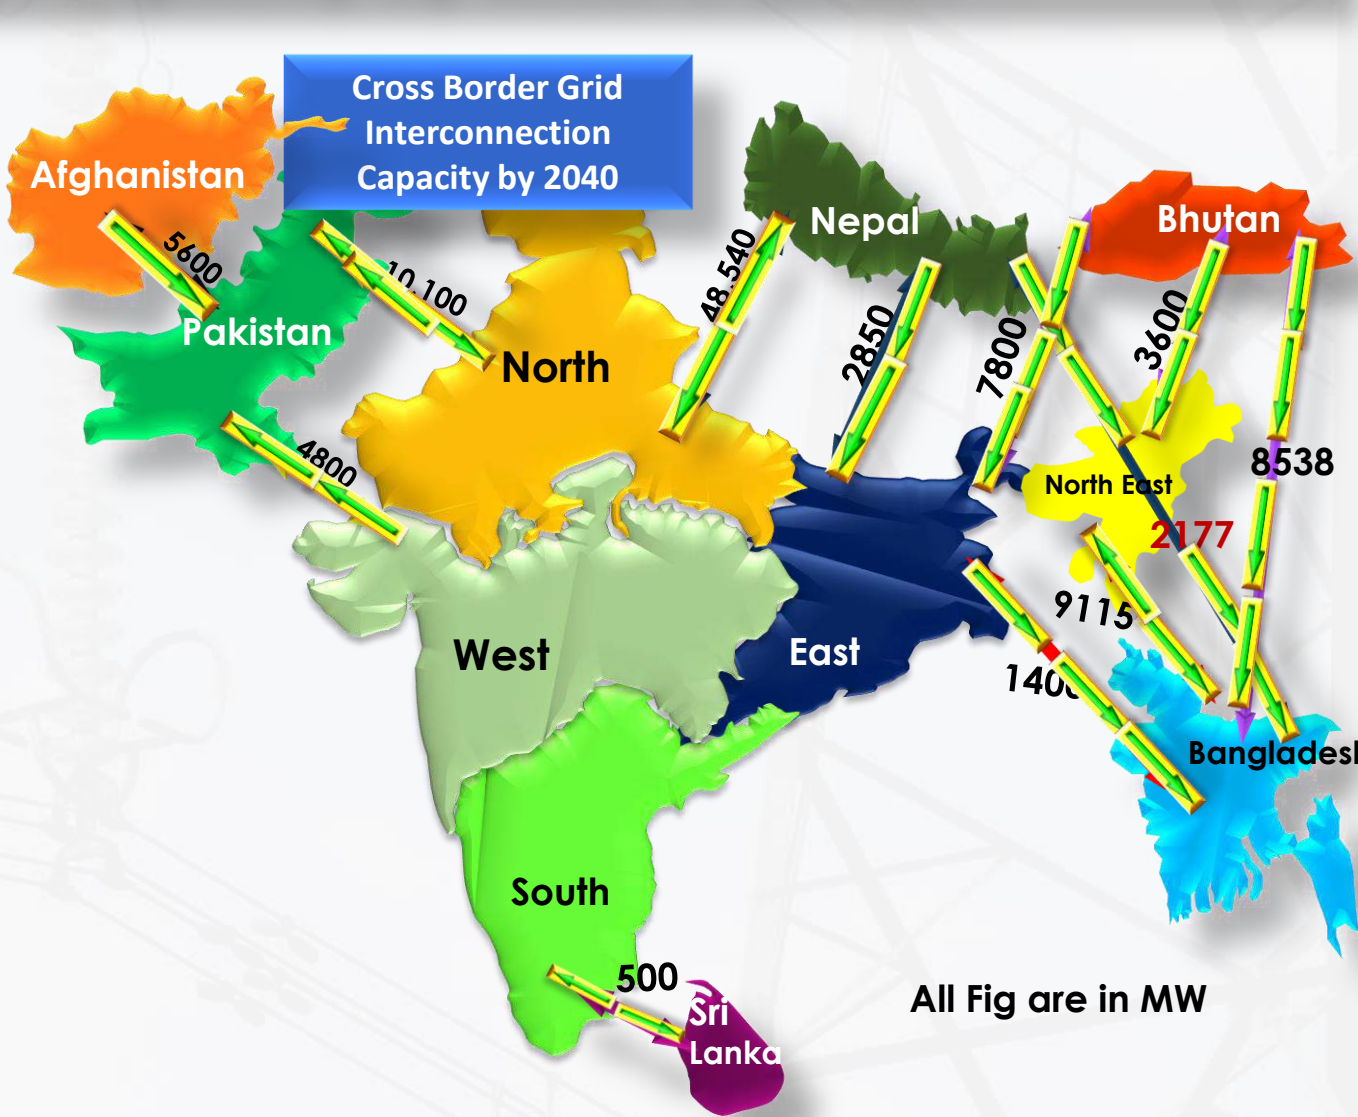 Cross Border Grid
Interconnection
Capacity by 2040
Afghanistan
5600
Pakistan
10,100
North
48,540
Nepal
2850
7800
Bhutan
3600
8538
4800
North East
2177
9115
West
East
Bangladesh
South
500
Sri
Lanka
All Fig are in MW